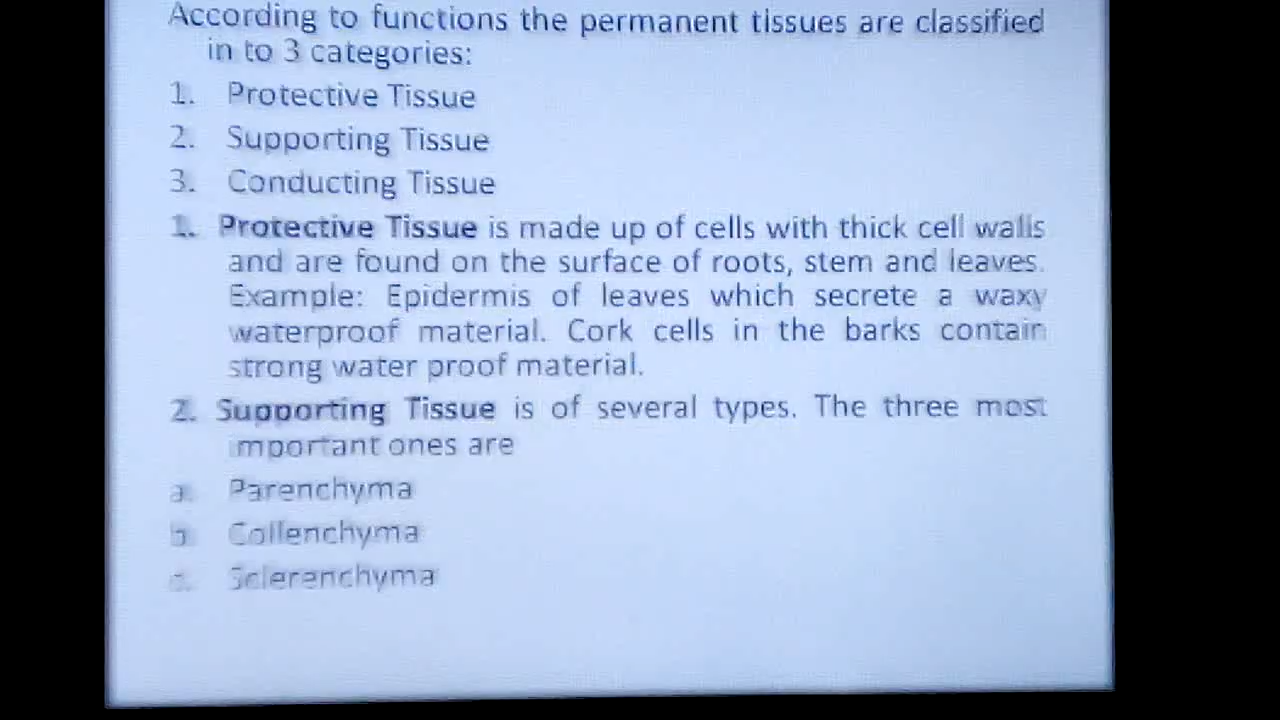 According to functions the permanent tissues are classified
in to 3 categories:
1. Protective Tissue
2. Supporting Tissue
3. Conducting Tissue
1. Protective Tissue is made up of cells with thick cell walls
and are found on the surface of roots, stem and leaves.
Example: Epidermis of leaves which secrete a waxy
waterproof material. Cork cells in the barks contain
strong water proof material.
2. Supporting Tissue is of several types. The three most
important ones are
a. Parenchyma
b. Collenchyma
c. Sclerenchyma